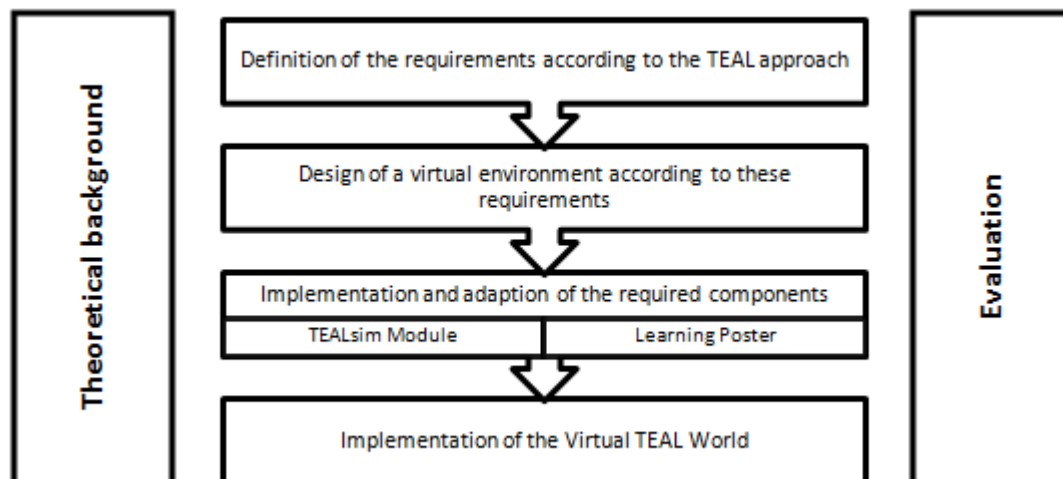 Theoretical background
Definition of the requirements according to the TEAL approach
Design of a virtual environment according to these
requirements
Implementation and adaption of the required components
TEALsim Module
Learning Poster
Implementation of the Virtual TEAL World
Evaluation